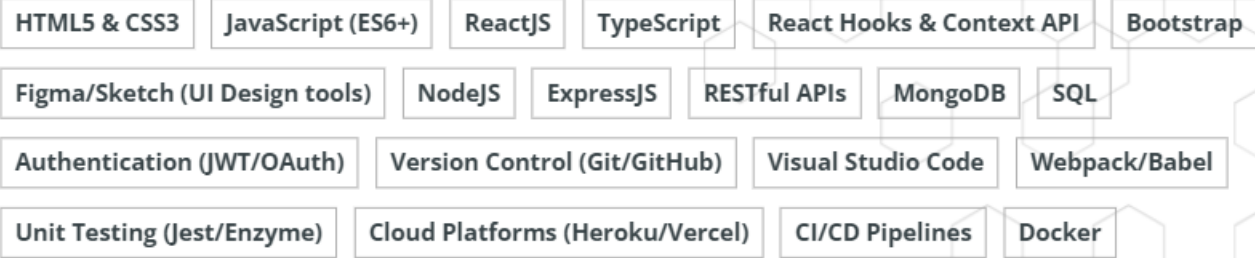 HTML5 & CSS3 JavaScript (ES6+) ReactJS TypeScript React Hooks & Context API Bootstrap
Figma/Sketch (UI Design tools) NodeJS ExpressJS RESTful APIs MongoDB SQL
Authentication (JWT/OAuth) Version Control (Git/GitHub) Visual Studio Code Webpack/Babel
Unit Testing (Jest/Enzyme) Cloud Platforms (Heroku/Vercel) CI/CD Pipelines Docker